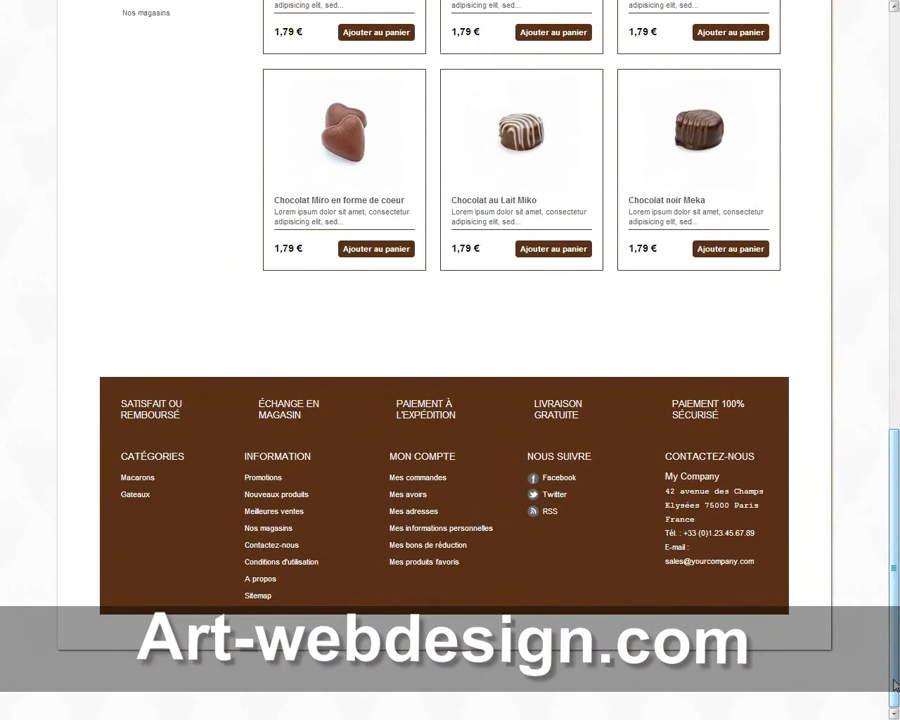 Nos magasins
adipisicing elit, sed...
adipisicing elit, sed...
adipisicing elit, sed...
1,79 €
Ajouter au panier
1,79 €
Ajouter au panier
1,79 €
Ajouter au panier
Chocolat Miro en forme de coeur
Lorem ipsum dolor sit amet, consectetur
adipisicing elit, sed...
1,79 €
Ajouter au panier
Chocolat au Lait Miko
Lorem ipsum dolor sit amet, consectetur
adipisicing elit, sed...
1,79 €
Ajouter au panier
Chocolat noir Meka
Lorem ipsum dolor sit amet, consectetur
adipisicing elit, sed...
1,79 €
Ajouter au panier
SATISFAIT OU
REMBOURSÉ
ÉCHANGE EN
MAGASIN
PAIEMENT À
L'EXPÉDITION
LIVRAISON
GRATUITE
PAIEMENT 100%
SÉCURISÉ
CATÉGORIES
Macarons
Gateaux
INFORMATION
Promotions
Nouveaux produits
Meilleures ventes
Nos magasins
Contactez-nous
Conditions d'utilisation
A propos
Sitemap
MON COMPTE
Mes commandes
Mes avoirs
Mes adresses
Mes informations personnelles
Mes bons de réduction
Mes produits favoris
NOUS SUIVRE
Facebook
Twitter
RSS
CONTACTEZ-NOUS
My Company
42 avenue des Champs
Elysées 75000 Paris
France
Tél. : +33 (0)1.23.45.67.89
E-mail :
sales@yourcompany.com
Art-webdesign.com